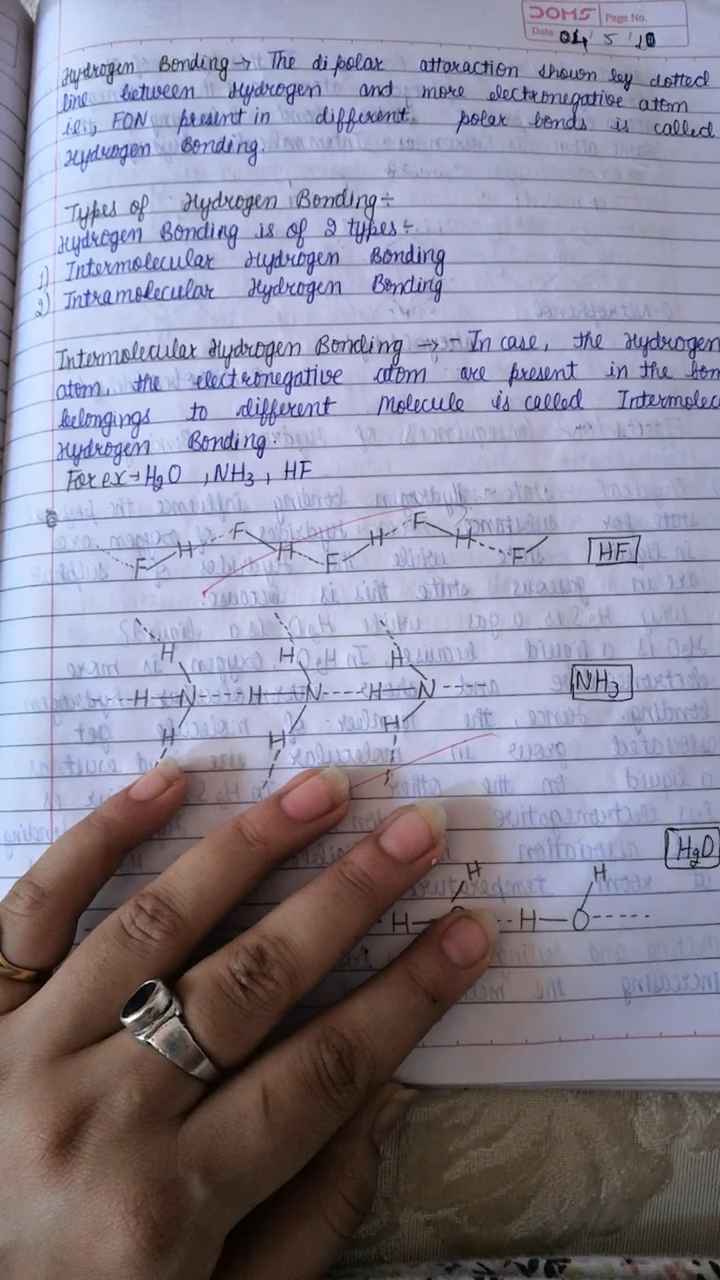 DOMS Page No.
Date 04 5 10
Hydrogen Bonding → The dipolar attaraction shown by dotted
line between Hydrogen and more electronegative atom
i.e., FON present in different polar bonds is called
Hydrogen Bonding.
Types of Hydrogen Bonding÷
Hydrogen Bonding is of 2 types÷
1) Intermolecular Hydrogen Bonding
2) Intramolecular Hydrogen Bonding
Intermolecular Hydrogen Bonding → - In case, the Hydrogen
atom, the electronegative atom are present in the
belongings to different Molecule is called Intermolec
Hydrogen Bonding.
For ex → H2O , NH3 , HF
F H F H F H F H F HF
H H H
H N H N H N NH3
H H H
H2O
H H
H H O